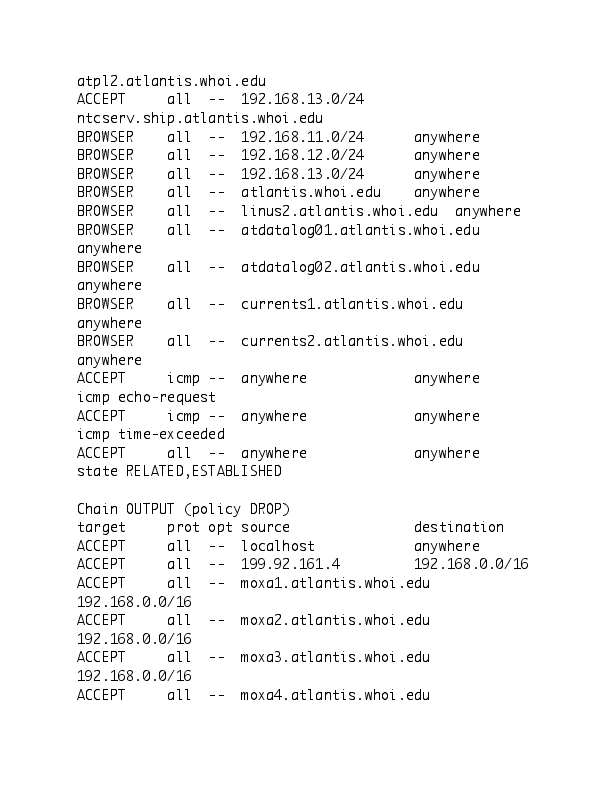 atpl2.atlantis.whoi.edu
ACCEPT     all  --  192.168.13.0/24
ntcserv.ship.atlantis.whoi.edu
BROWSER    all  --  192.168.11.0/24      anywhere
BROWSER    all  --  192.168.12.0/24      anywhere
BROWSER    all  --  192.168.13.0/24      anywhere
BROWSER    all  --  atlantis.whoi.edu    anywhere
BROWSER    all  --  linus2.atlantis.whoi.edu  anywhere
BROWSER    all  --  atdatalog01.atlantis.whoi.edu
anywhere
BROWSER    all  --  atdatalog02.atlantis.whoi.edu
anywhere
BROWSER    all  --  currents1.atlantis.whoi.edu
anywhere
BROWSER    all  --  currents2.atlantis.whoi.edu
anywhere
ACCEPT     icmp --  anywhere             anywhere
icmp echo-request
ACCEPT     icmp --  anywhere             anywhere
icmp time-exceeded
ACCEPT     all  --  anywhere             anywhere
state RELATED,ESTABLISHED

Chain OUTPUT (policy DROP)
target     prot opt source               destination
ACCEPT     all  --  localhost            anywhere
ACCEPT     all  --  199.92.161.4         192.168.0.0/16
ACCEPT     all  --  moxa1.atlantis.whoi.edu
192.168.0.0/16
ACCEPT     all  --  moxa2.atlantis.whoi.edu
192.168.0.0/16
ACCEPT     all  --  moxa3.atlantis.whoi.edu
192.168.0.0/16
ACCEPT     all  --  moxa4.atlantis.whoi.edu